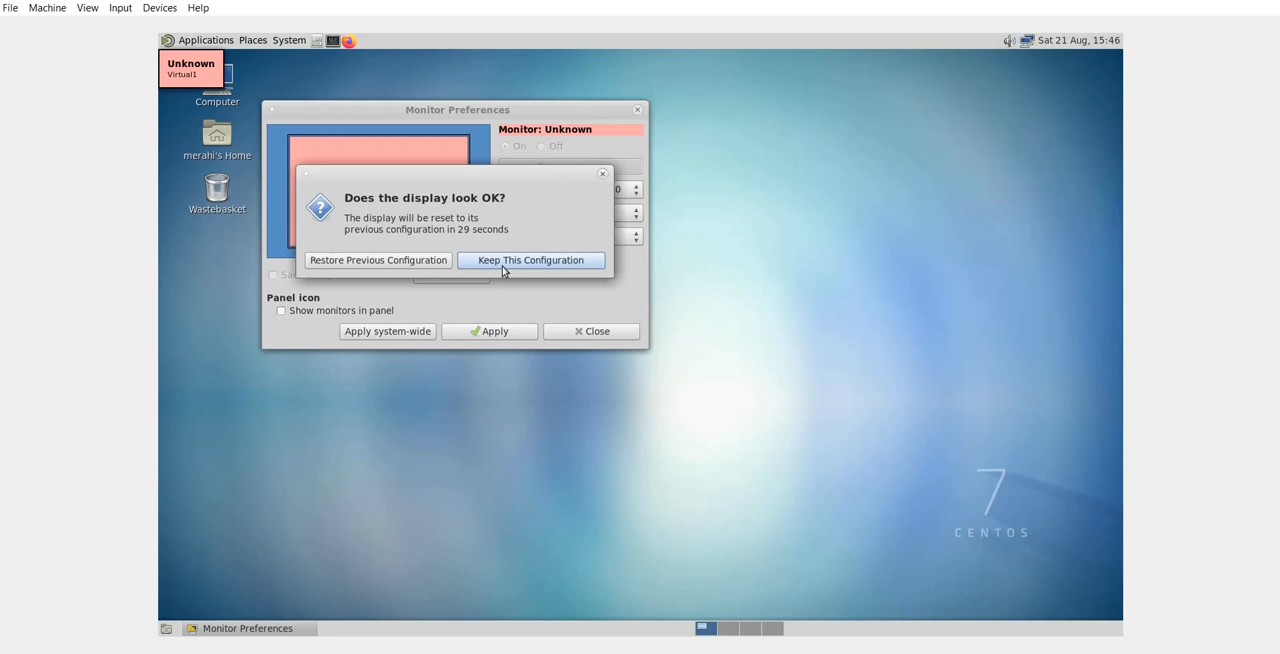 File Machine View Input Devices Help
Applications Places System
Sat 21 Aug, 15:46
Unknown
Virtual1
Computer
merahi's Home
Wastebasket
Monitor Preferences
Monitor: Unknown
On Off
0
Does the display look OK?
The display will be reset to its
previous configuration in 29 seconds
Restore Previous Configuration Keep This Configuration
Panel icon
Show monitors in panel
Apply system-wide Apply Close
7
CENTOS
Monitor Preferences